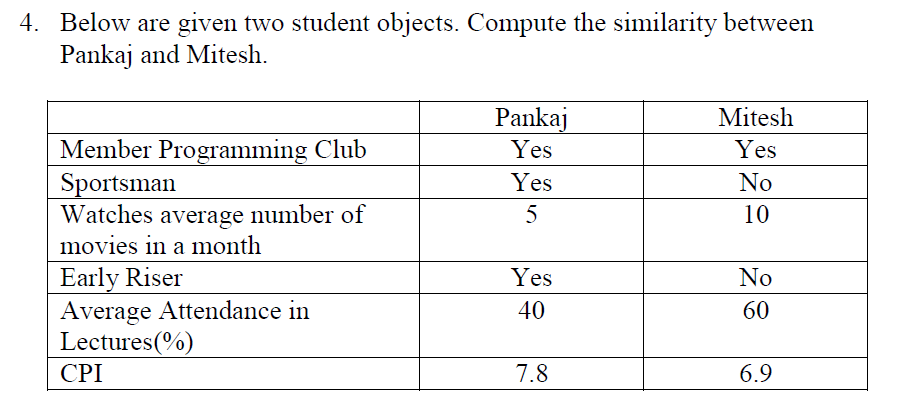 4. Below are given two student objects. Compute the similarity between
Pankaj and Mitesh.
Pankaj Mitesh
Member Programming Club Yes Yes
Sportsman Yes No
Watches average number of 5 10
movies in a month
Early Riser Yes No
Average Attendance in 40 60
Lectures(%)
CPI 7.8 6.9